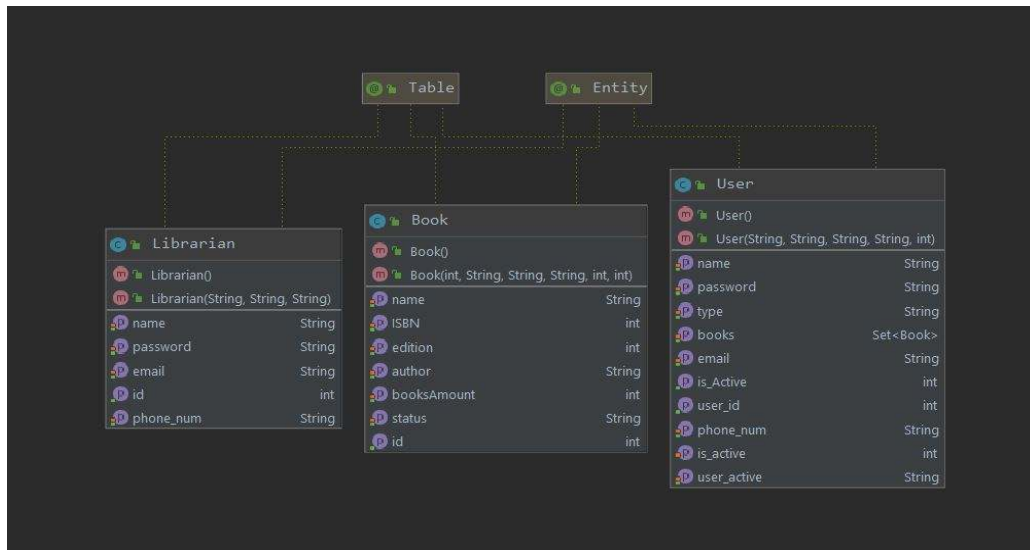 Table
Entity
Librarian
Librarian()
Librarian(String, String, String)
name String
password String
email String
id int
phone_num String
Book
Book()
Book(int, String, String, String, int, int)
name String
ISBN int
edition int
author String
booksAmount int
status String
id int
User
User()
User(String, String, String, String, int)
name String
password String
type String
books Set<Book>
email String
is_Active int
user_id int
phone_num String
is_active int
user_active String